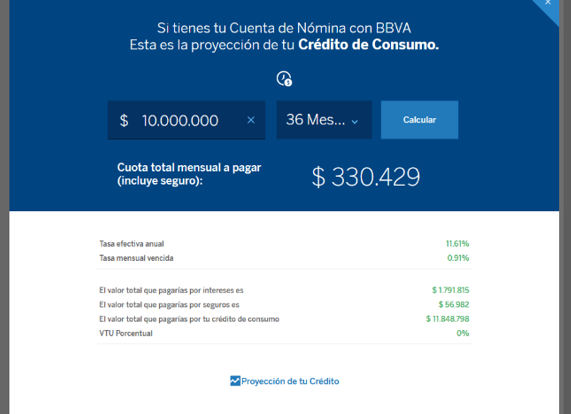 Si tienes tu Cuenta de Nómina con BBVA
Esta es la proyección de tu Crédito de Consumo.
$ 10.000.000 × 36 Mes... Calcular
Cuota total mensual a pagar
(incluye seguro):
$ 330.429
Tasa efectiva anual 11.61%
Tasa mensual vencida 0.91%
El valor total que pagarías por intereses es $ 1.791.815
El valor total que pagarías por seguros es $ 56.982
El valor total que pagarías por tu crédito de consumo $ 11.848.798
VTU Porcentual 0%
Proyección de tu Crédito